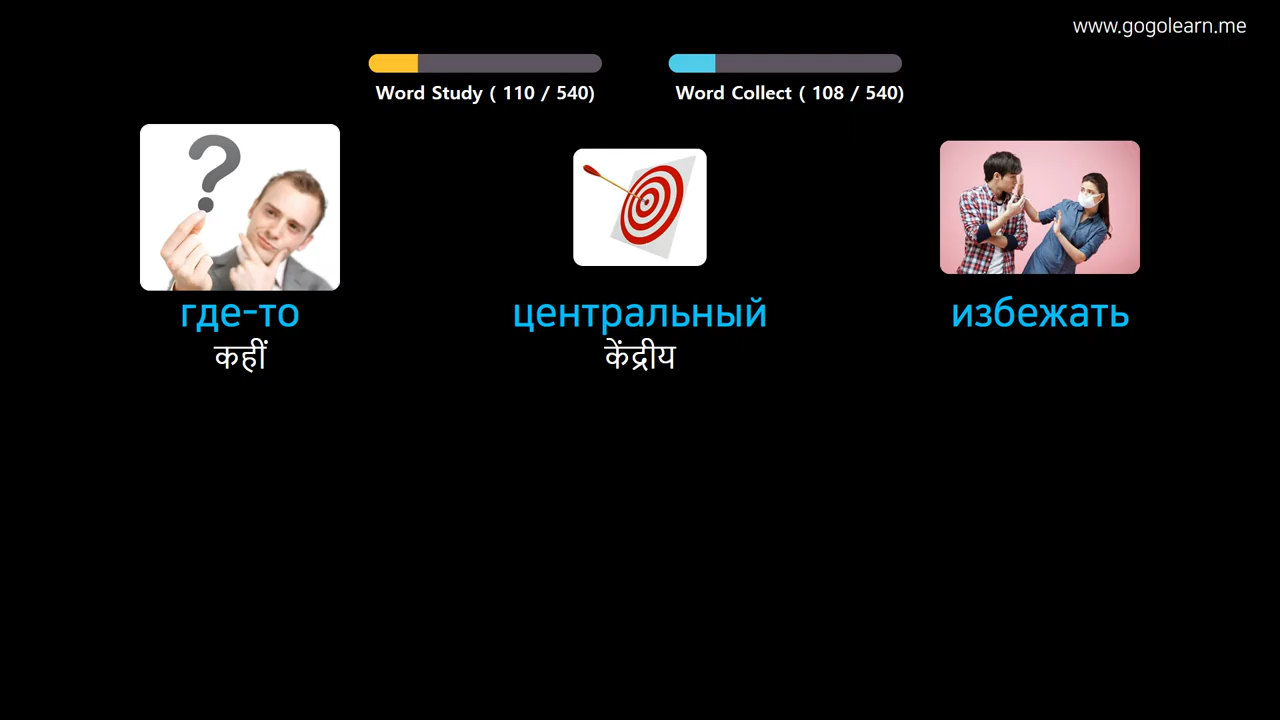 www.gogolearn.me
Word Study ( 110 / 540)
Word Collect ( 108 / 540)
где-то
центральный
избежать
कहीं
केंद्रीय